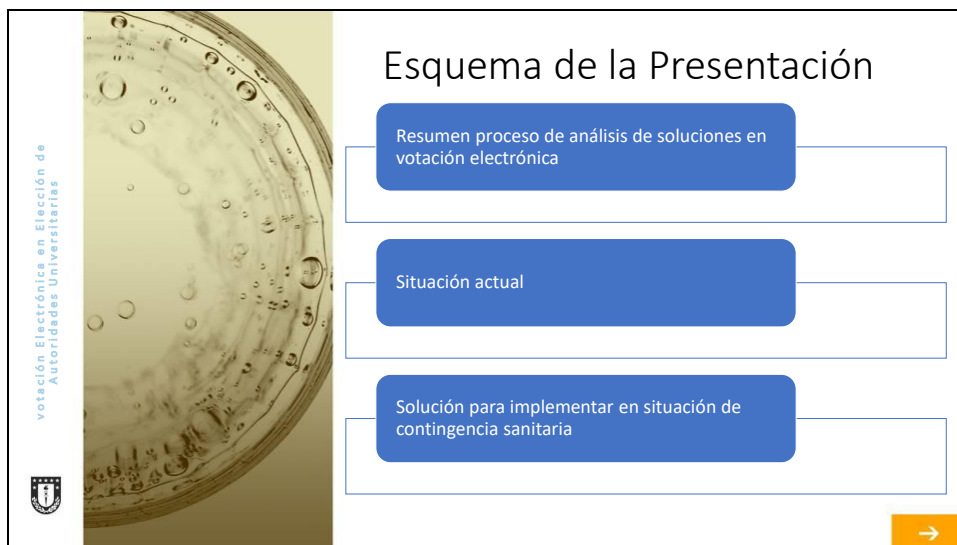 Esquema de la Presentación
Resumen proceso de análisis de soluciones en
votación electrónica
Situación actual
Solución para implementar en situación de
contingencia sanitaria
votación Electrónica en Elección de
Autoridades Universitarias